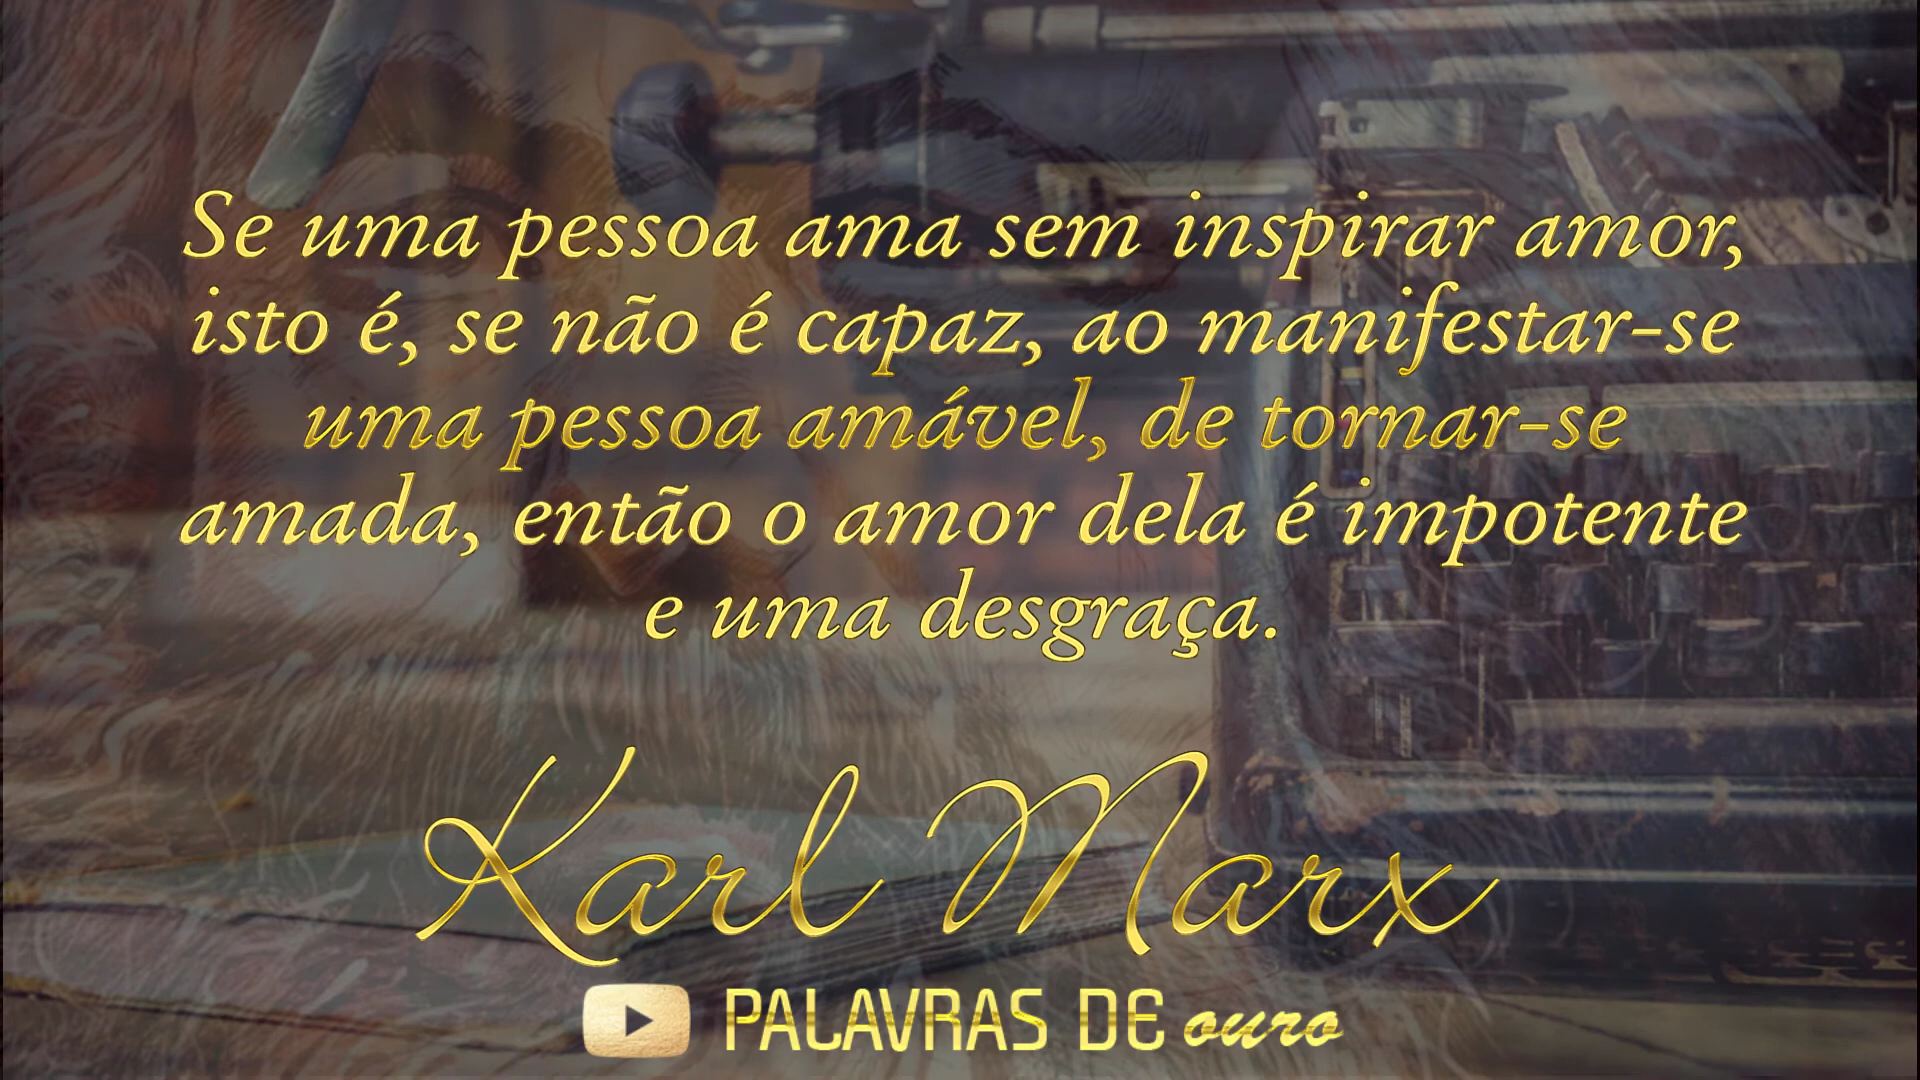 Se uma pessoa ama sem inspirar amor,
isto é, se não é capaz, ao manifestar-se
uma pessoa amável, de tornar-se
amada, então o amor dela é impotente
e uma desgraça.
Karl Marx
PALAVRAS DE ouro